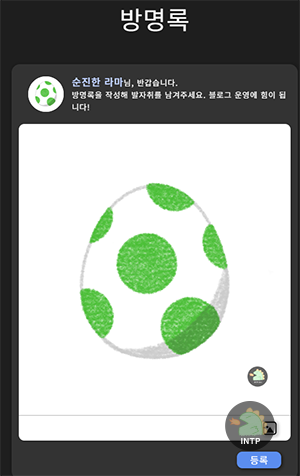 방명록
순진한 라마님, 반갑습니다.
방명록을 작성해 발자취를 남겨주세요. 블로그 운영에 힘이 됩
니다!
INTP
등록